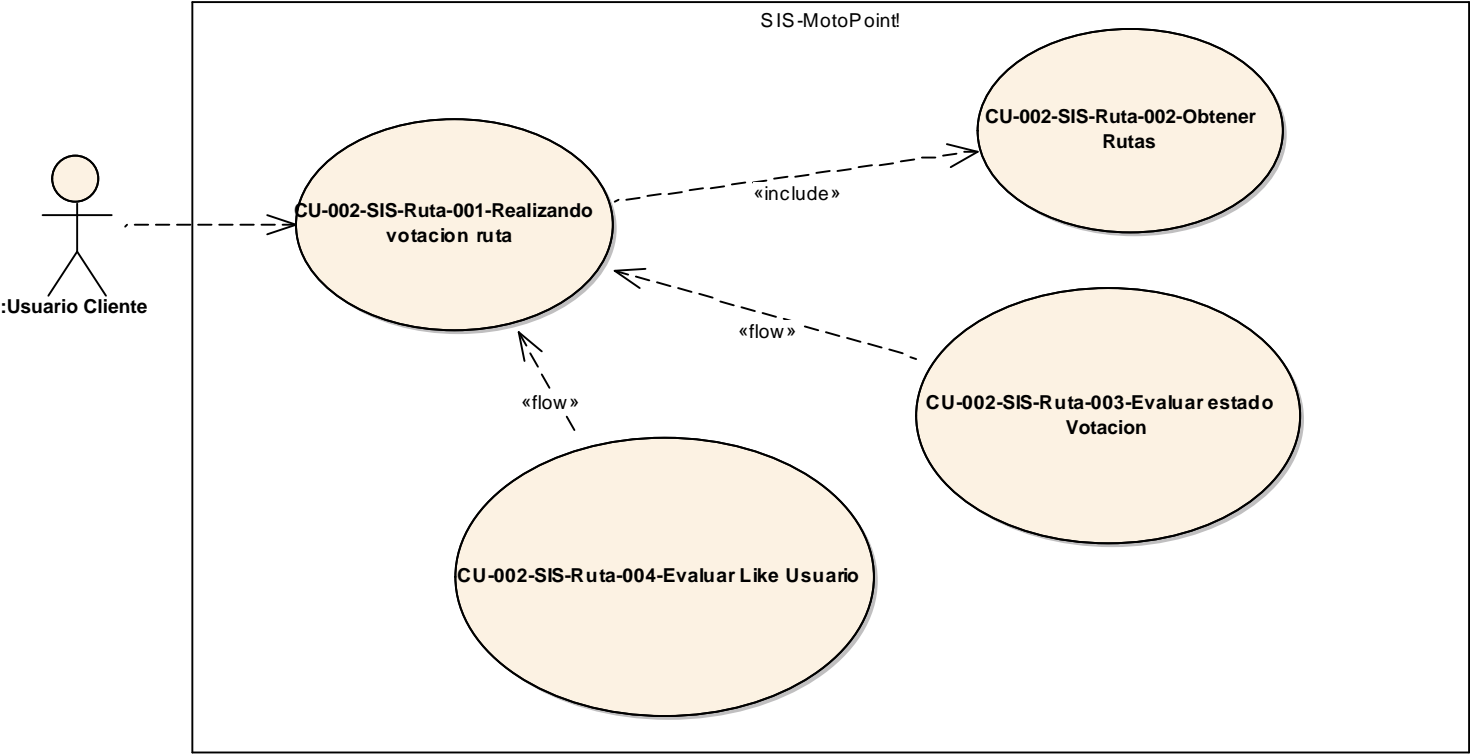 SIS-MotoPoint!
CU-002-SIS-Ruta-002-Obtener
Rutas
CU-002-SIS-Ruta-001-Realizando
votacion ruta
«include»
:Usuario Cliente
«flow»
CU-002-SIS-Ruta-003-Evaluar estado
Votacion
«flow»
CU-002-SIS-Ruta-004-Evaluar Like Usuario